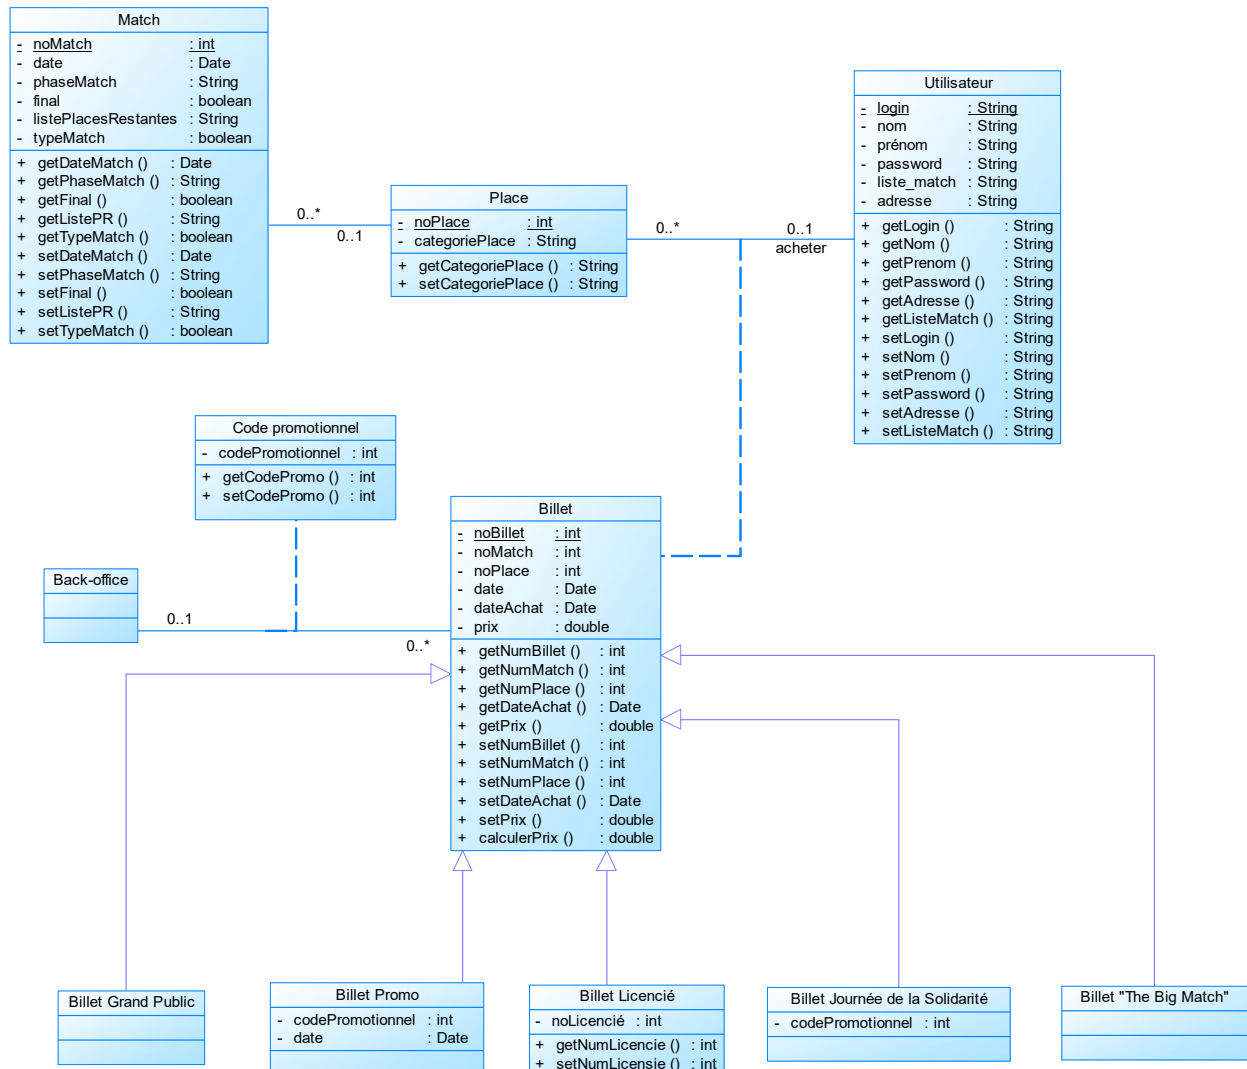 Match
- noMatch : int
- date : Date
- phaseMatch : String
- final : boolean
- listePlacesRestantes : String
- typeMatch : boolean
+ getDateMatch () : Date
+ getPhaseMatch () : String
+ getFinal () : boolean
+ getListePR () : String
+ getTypeMatch () : boolean
+ setDateMatch () : Date
+ setPhaseMatch () : String
+ setFinal () : boolean
+ setListePR () : String
+ setTypeMatch () : boolean
0..*
0..1
Place
- noPlace : int
- categoriePlace : String
+ getCategoriePlace () : String
+ setCategoriePlace () : String
0..*
0..1
acheter
Utilisateur
- login : String
- nom : String
- prénom : String
- password : String
- liste_match : String
- adresse : String
+ getLogin () : String
+ getNom () : String
+ getPrenom () : String
+ getPassword () : String
+ getAdresse () : String
+ getListeMatch () : String
+ setLogin () : String
+ setNom () : String
+ setPrenom () : String
+ setPassword () : String
+ setAdresse () : String
+ setListeMatch () : String
Code promotionnel
- codePromotionnel : int
+ getCodePromo () : int
+ setCodePromo () : int
Back-office
0..1
0..*
Billet
- noBillet : int
- noMatch : int
- noPlace : int
- date : Date
- dateAchat : Date
- prix : double
+ getNumBillet () : int
+ getNumMatch () : int
+ getNumPlace () : int
+ getDateAchat () : Date
+ getPrix () : double
+ setNumBillet () : int
+ setNumMatch () : int
+ setNumPlace () : int
+ setDateAchat () : Date
+ setPrix () : double
+ calculerPrix () : double
Billet Grand Public
Billet Promo
- codePromotionnel : int
- date : Date
Billet Licencié
- noLicencié : int
+ getNumLicencie () : int
+ setNumLicensie () : int
Billet Journée de la Solidarité
- codePromotionnel : int
Billet "The Big Match"